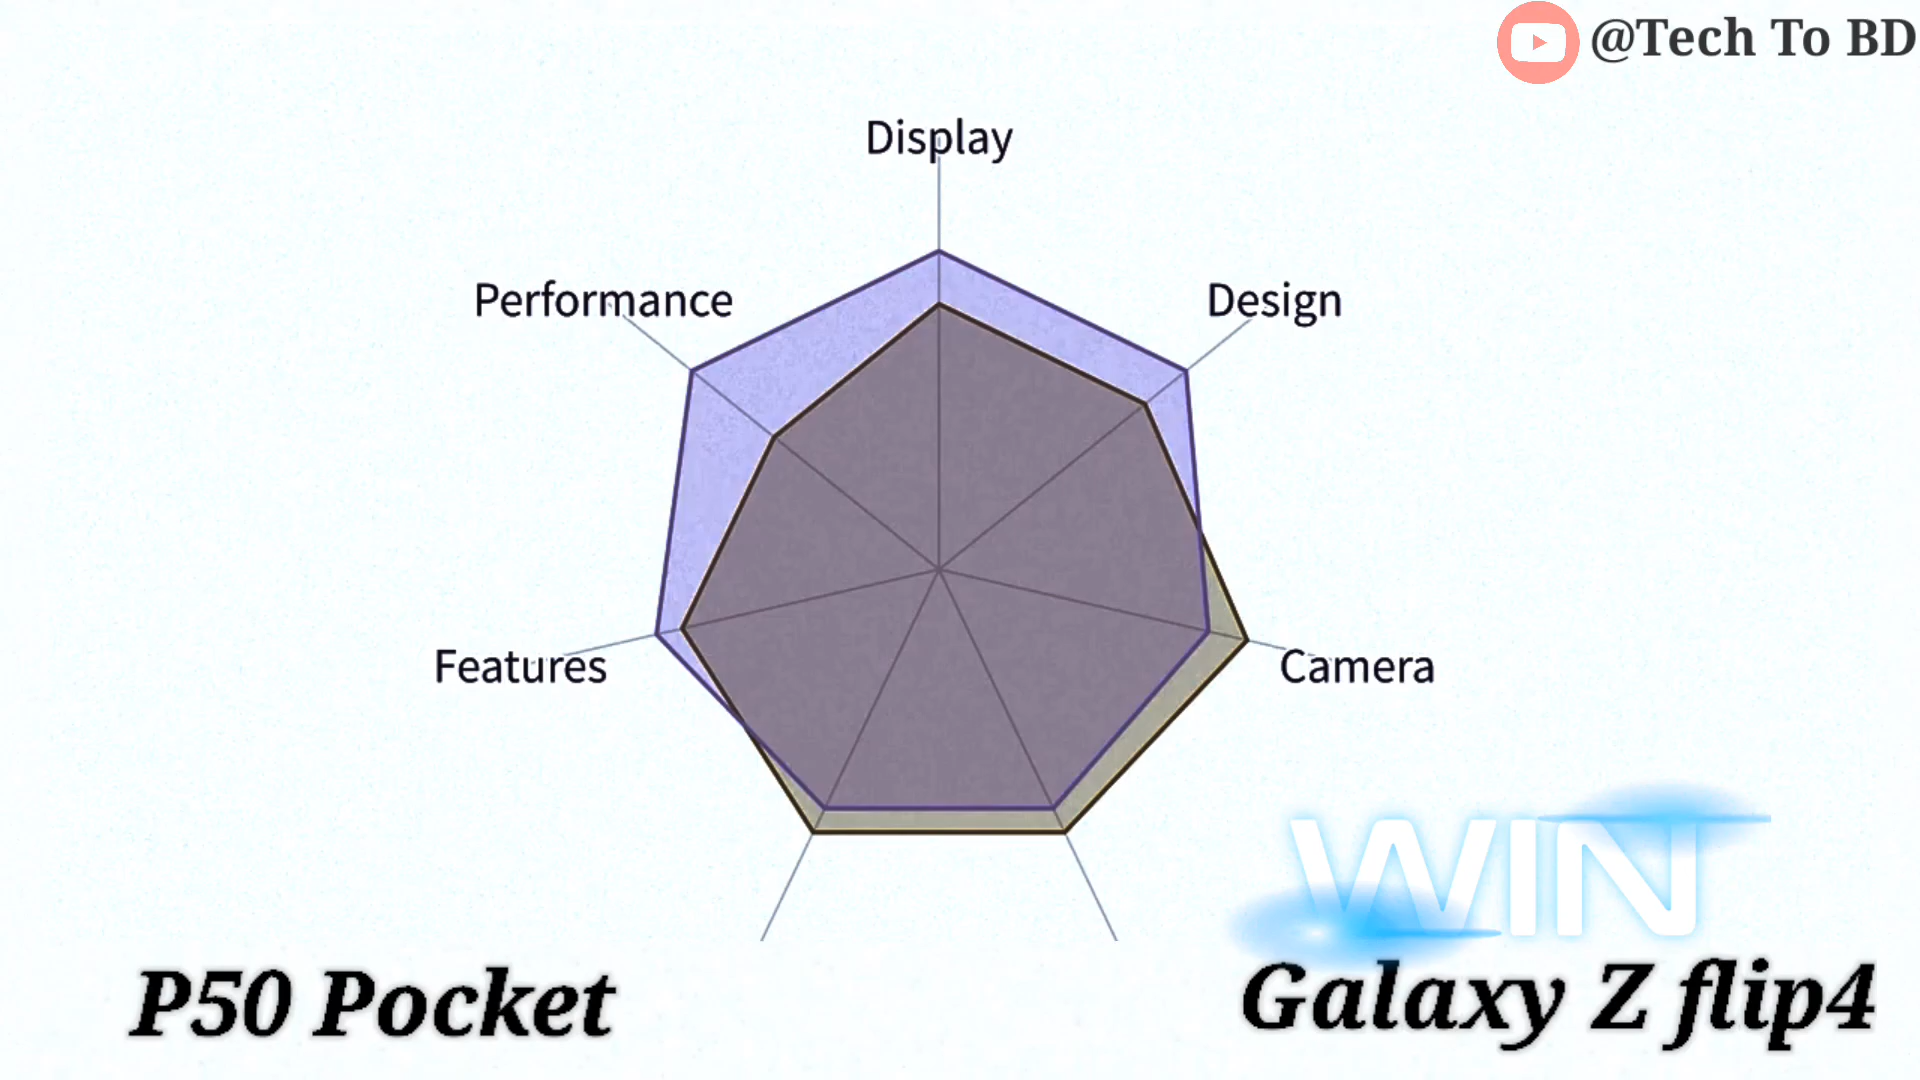 @Tech To BD
Display
Performance
Design
Features
Camera
WIN
P50 Pocket
Galaxy Z flip4